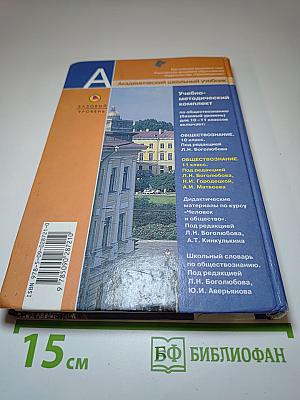 Академический школьный учебник
А
БАЗОВЫЙ
УРОВЕНЬ
Учебно-
методический
комплект
по обществознанию
(базовый уровень)
для 10—11 классов
включает:
ОБЩЕСТВОЗНАНИЕ.
10 класс.
Под редакцией
Л.Н. Боголюбова
ОБЩЕСТВОЗНАНИЕ.
11 класс.
Под редакцией
Л.Н. Боголюбова,
Н.И. Городецкой,
А.И. Матвеева
Дидактические
материалы по курсу
«Человек
и общество».
Под редакцией
Л.Н. Боголюбова,
А.Т. Кинкулькина
Школьный словарь
по обществознанию.
Под редакцией
Л.Н. Боголюбова,
Ю.И. Аверьянова
15 см
БФ БИБЛИОФАН